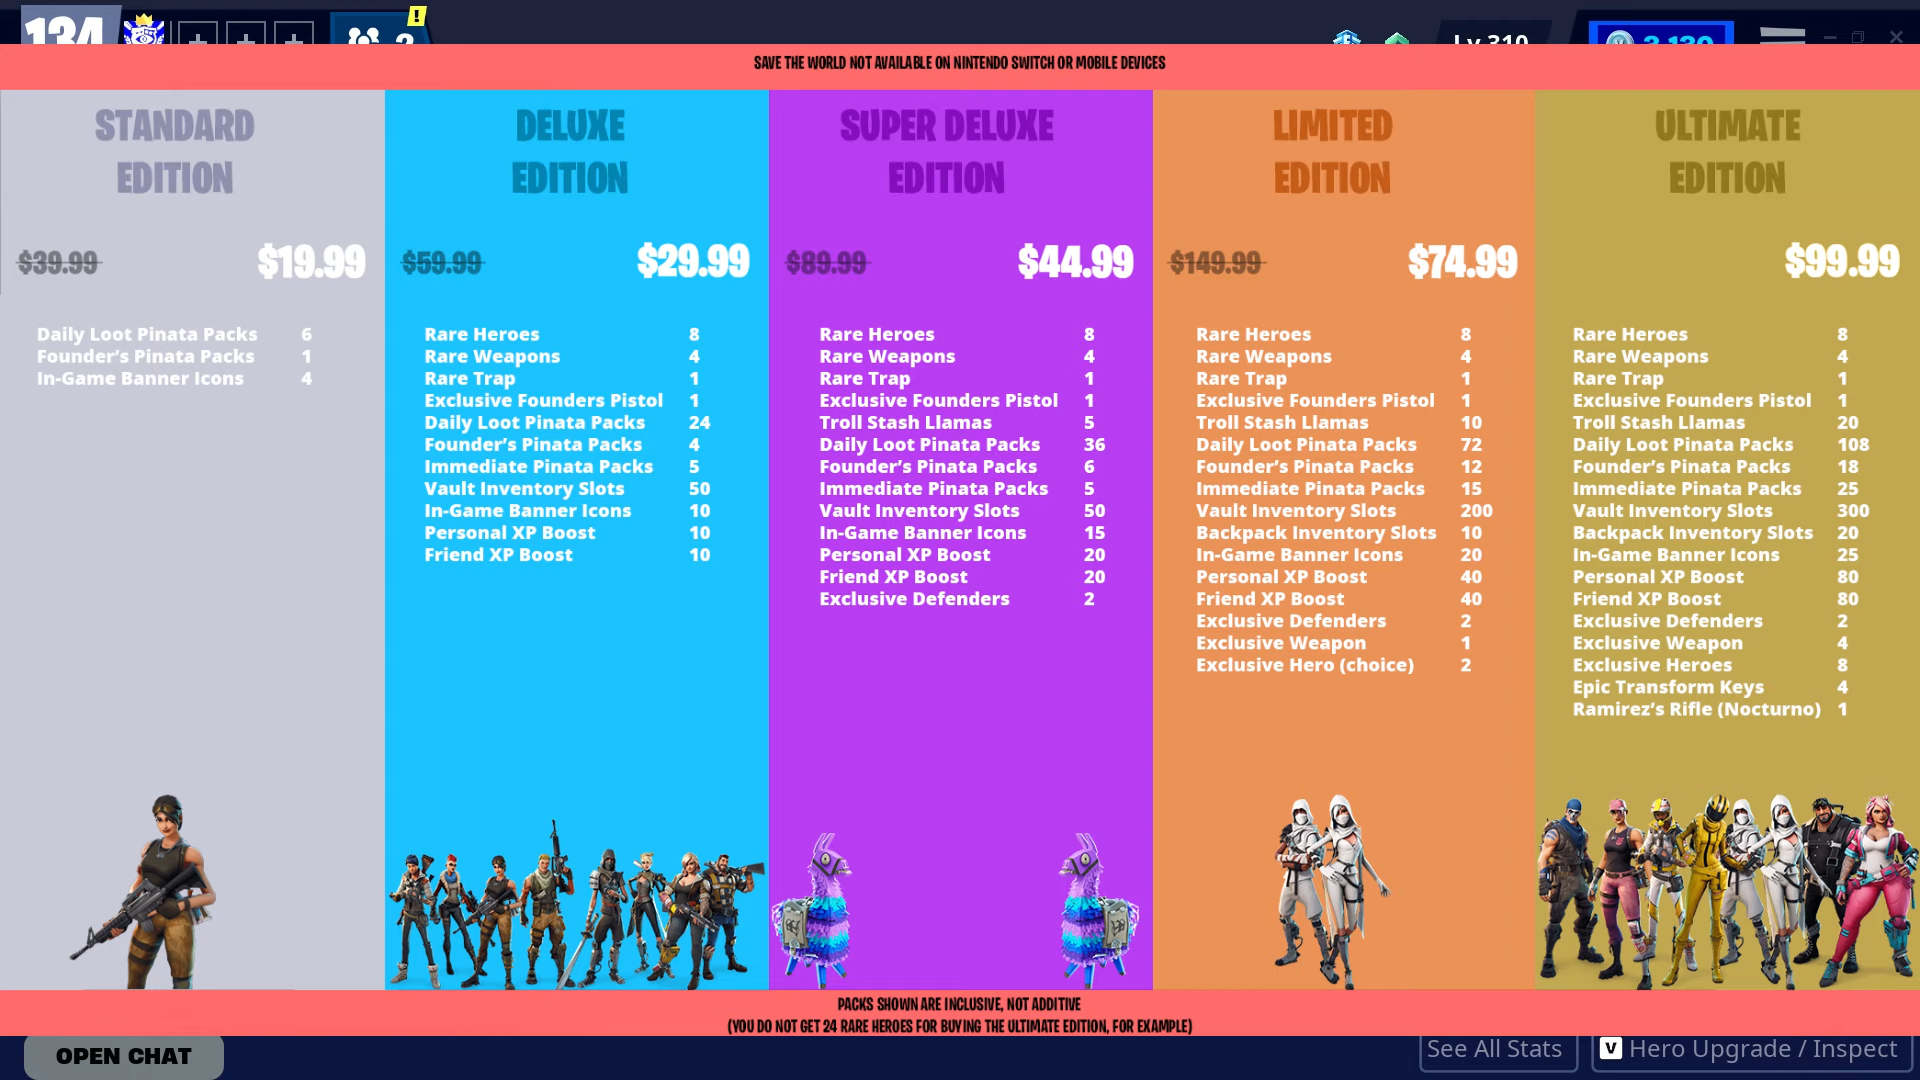 134
2
!
Lv 310
3,130
SAVE THE WORLD NOT AVAILABLE ON NINTENDO SWITCH OR MOBILE DEVICES
STANDARD
EDITION
$39.99 $19.99
Daily Loot Pinata Packs 6
Founder's Pinata Packs 1
In-Game Banner Icons 4
DELUXE
EDITION
$59.99 $29.99
Rare Heroes 8
Rare Weapons 4
Rare Trap 1
Exclusive Founders Pistol 1
Daily Loot Pinata Packs 24
Founder's Pinata Packs 4
Immediate Pinata Packs 5
Vault Inventory Slots 50
In-Game Banner Icons 10
Personal XP Boost 10
Friend XP Boost 10
SUPER DELUXE
EDITION
$89.99 $44.99
Rare Heroes 8
Rare Weapons 4
Rare Trap 1
Exclusive Founders Pistol 1
Troll Stash Llamas 5
Daily Loot Pinata Packs 36
Founder's Pinata Packs 6
Immediate Pinata Packs 5
Vault Inventory Slots 50
In-Game Banner Icons 15
Personal XP Boost 20
Friend XP Boost 20
Exclusive Defenders 2
LIMITED
EDITION
$149.99 $74.99
Rare Heroes 8
Rare Weapons 4
Rare Trap 1
Exclusive Founders Pistol 1
Troll Stash Llamas 10
Daily Loot Pinata Packs 72
Founder's Pinata Packs 12
Immediate Pinata Packs 15
Vault Inventory Slots 200
Backpack Inventory Slots 10
In-Game Banner Icons 20
Personal XP Boost 40
Friend XP Boost 40
Exclusive Defenders 2
Exclusive Weapon 1
Exclusive Hero (choice) 2
ULTIMATE
EDITION
$99.99
Rare Heroes 8
Rare Weapons 4
Rare Trap 1
Exclusive Founders Pistol 1
Troll Stash Llamas 20
Daily Loot Pinata Packs 108
Founder's Pinata Packs 18
Immediate Pinata Packs 25
Vault Inventory Slots 300
Backpack Inventory Slots 20
In-Game Banner Icons 25
Personal XP Boost 80
Friend XP Boost 80
Exclusive Defenders 2
Exclusive Weapon 4
Exclusive Heroes 8
Epic Transform Keys 4
Ramirez's Rifle (Nocturno) 1
PACKS SHOWN ARE INCLUSIVE, NOT ADDITIVE
(YOU DO NOT GET 24 RARE HEROES FOR BUYING THE ULTIMATE EDITION, FOR EXAMPLE)
OPEN CHAT
See All Stats
V Hero Upgrade / Inspect